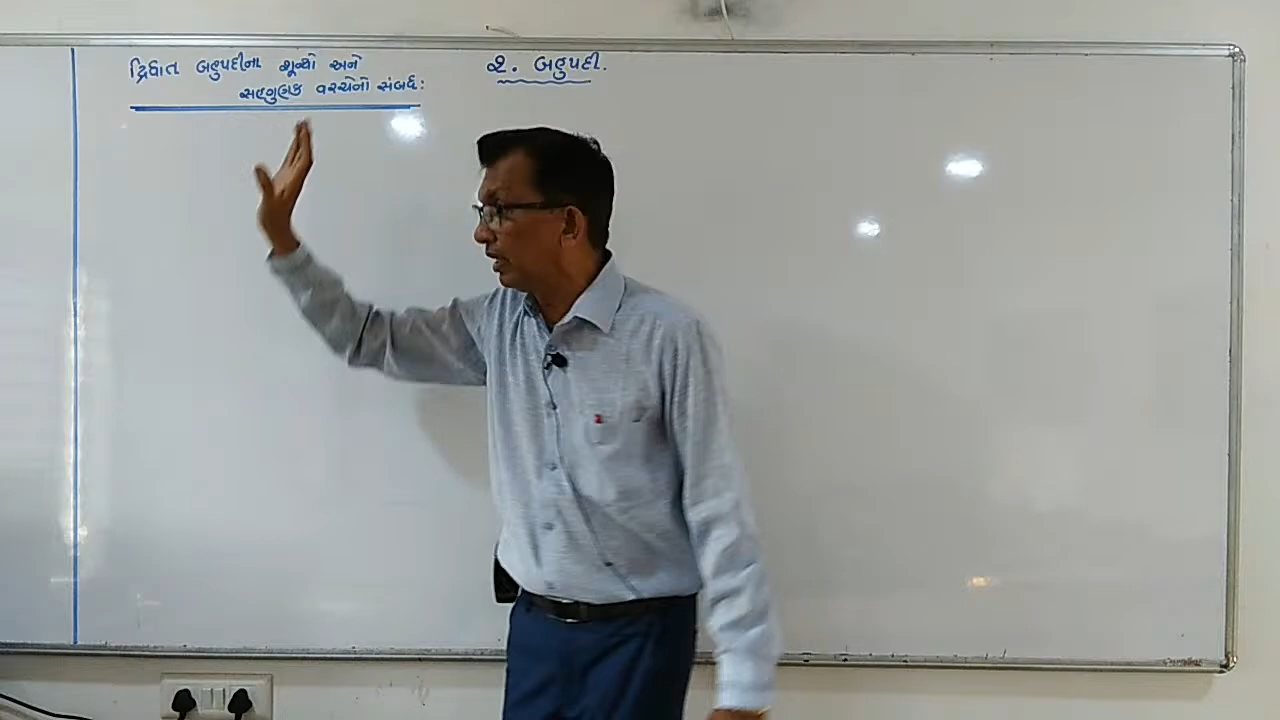 દ્વિઘાત બહુપદીના શૂન્યો અને
સહગુણક વચ્ચેનો સંબંધ:
૨. બહુપદી.